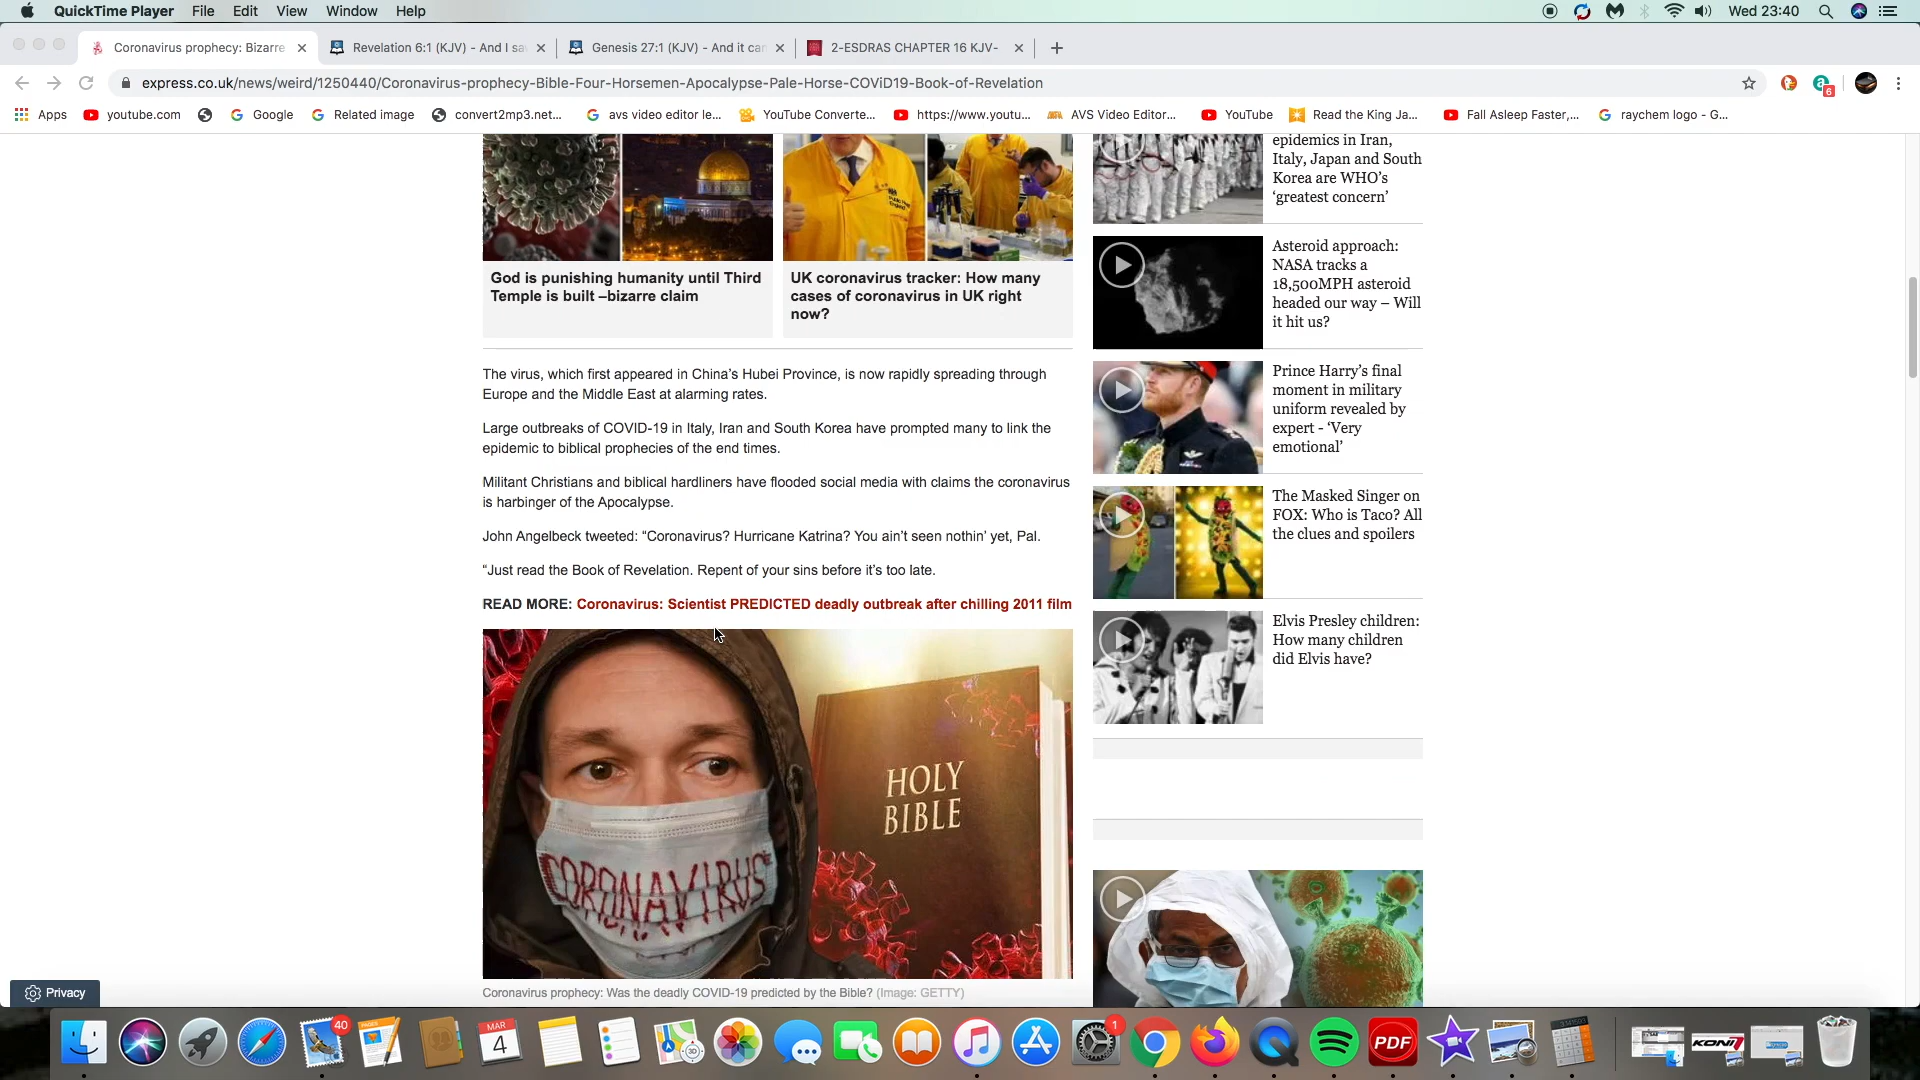 QuickTime Player File Edit View Window Help Wed 23:40
Coronavirus prophecy: Bizarre Revelation 6:1 (KJV) - And I sa Genesis 27:1 (KJV) - And it ca 2-ESDRAS CHAPTER 16 KJV-
express.co.uk/news/weird/1250440/Coronavirus-prophecy-Bible-Four-Horsemen-Apocalypse-Pale-Horse-COViD19-Book-of-Revelation
6
Apps youtube.com Google Related image convert2mp3.net... avs video editor le... YouTube Converte... https://www.youtu... AVS Video Editor... YouTube Read the King Ja... Fall Asleep Faster,... raychem logo - G...
God is punishing humanity until Third
Temple is built –bizarre claim
UK coronavirus tracker: How many
cases of coronavirus in UK right
now?
The virus, which first appeared in China’s Hubei Province, is now rapidly spreading through
Europe and the Middle East at alarming rates.
Large outbreaks of COVID-19 in Italy, Iran and South Korea have prompted many to link the
epidemic to biblical prophecies of the end times.
Militant Christians and biblical hardliners have flooded social media with claims the coronavirus
is harbinger of the Apocalypse.
John Angelbeck tweeted: “Coronavirus? Hurricane Katrina? You ain’t seen nothin’ yet, Pal.
“Just read the Book of Revelation. Repent of your sins before it’s too late.
READ MORE: Coronavirus: Scientist PREDICTED deadly outbreak after chilling 2011 film
CORONAVIRUS
HOLY
BIBLE
Coronavirus prophecy: Was the deadly COVID-19 predicted by the Bible? (Image: GETTY)
epidemics in Iran,
Italy, Japan and South
Korea are WHO’s
‘greatest concern’
Asteroid approach:
NASA tracks a
18,500MPH asteroid
headed our way – Will
it hit us?
Prince Harry’s final
moment in military
uniform revealed by
expert - ‘Very
emotional’
The Masked Singer on
FOX: Who is Taco? All
the clues and spoilers
Elvis Presley children:
How many children
did Elvis have?
Privacy
40
PAGES
MAR
4
3D
1
PDF
KONI